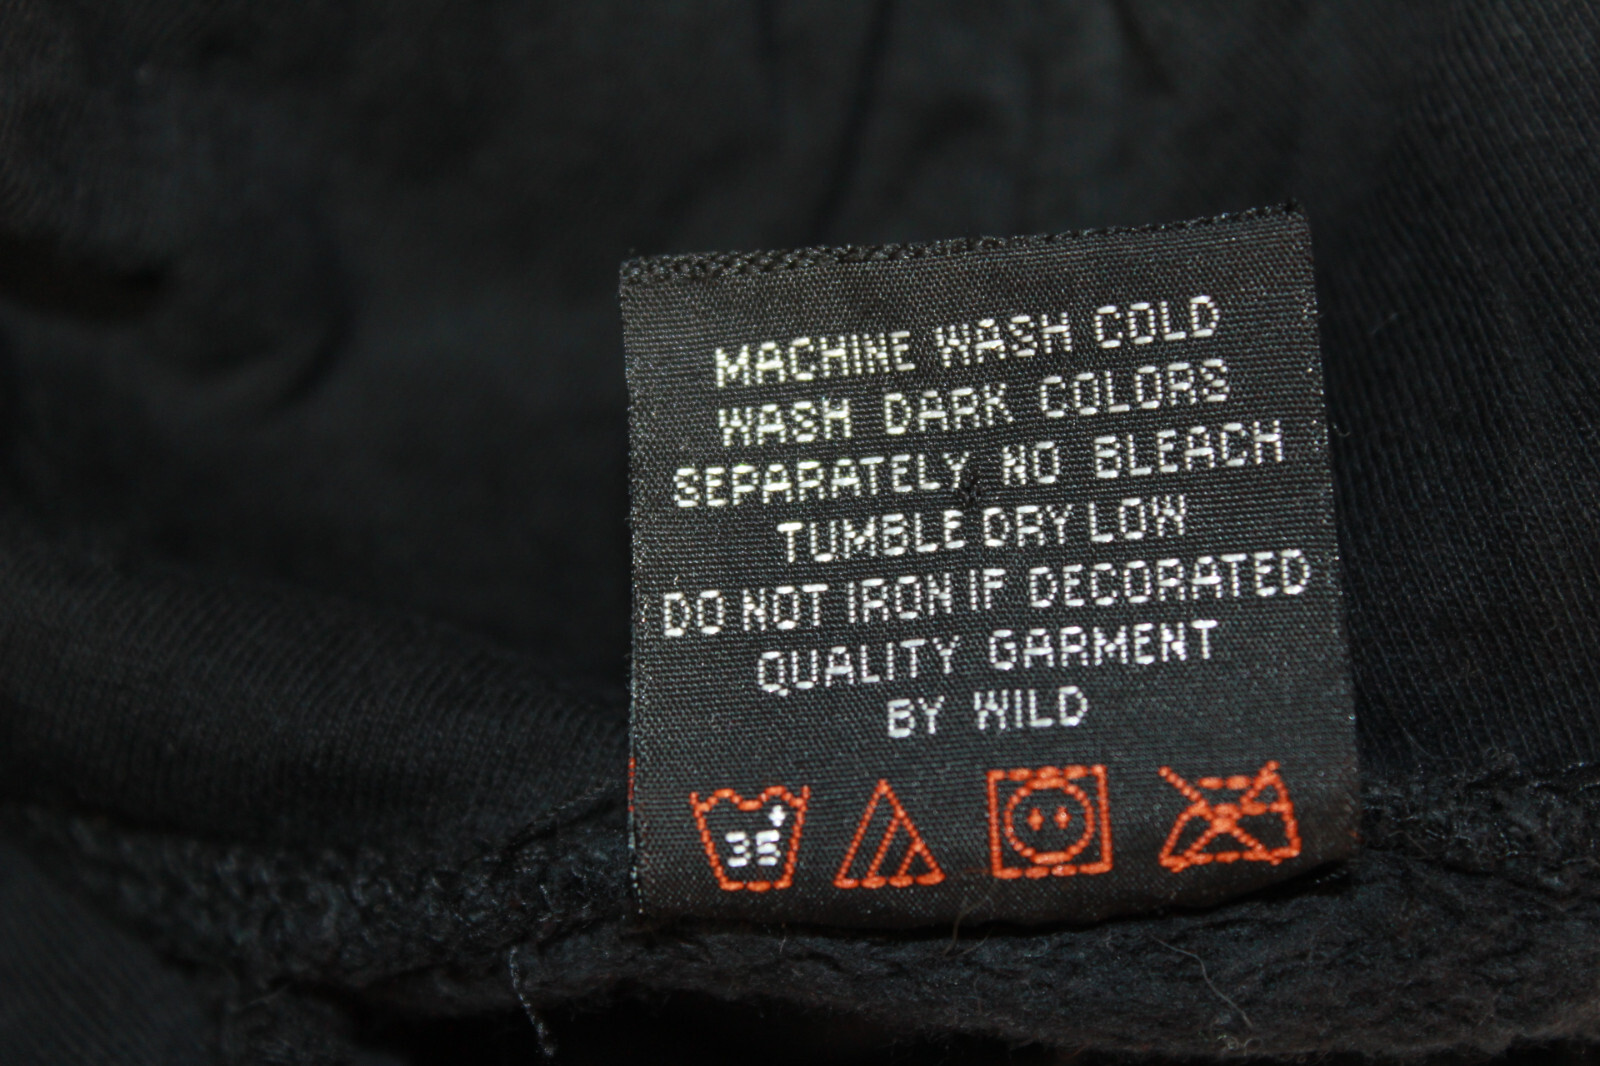 MACHINE WASH COLD
WASH DARK COLORS
SEPARATELY NO BLEACH
TUMBLE DRY LOW
DO NOT IRON IF DECORATED
QUALITY GARMENT
BY WILD
35